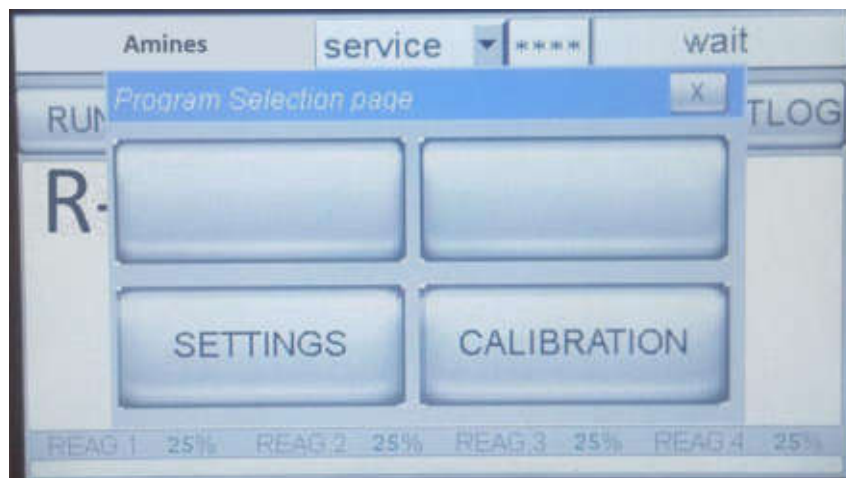 Amines service **** wait
Program Selection page X
RUN TLOG
R-
SETTINGS CALIBRATION
REAG 1 25% REAG 2 25% REAG 3 25% REAG 4 25%